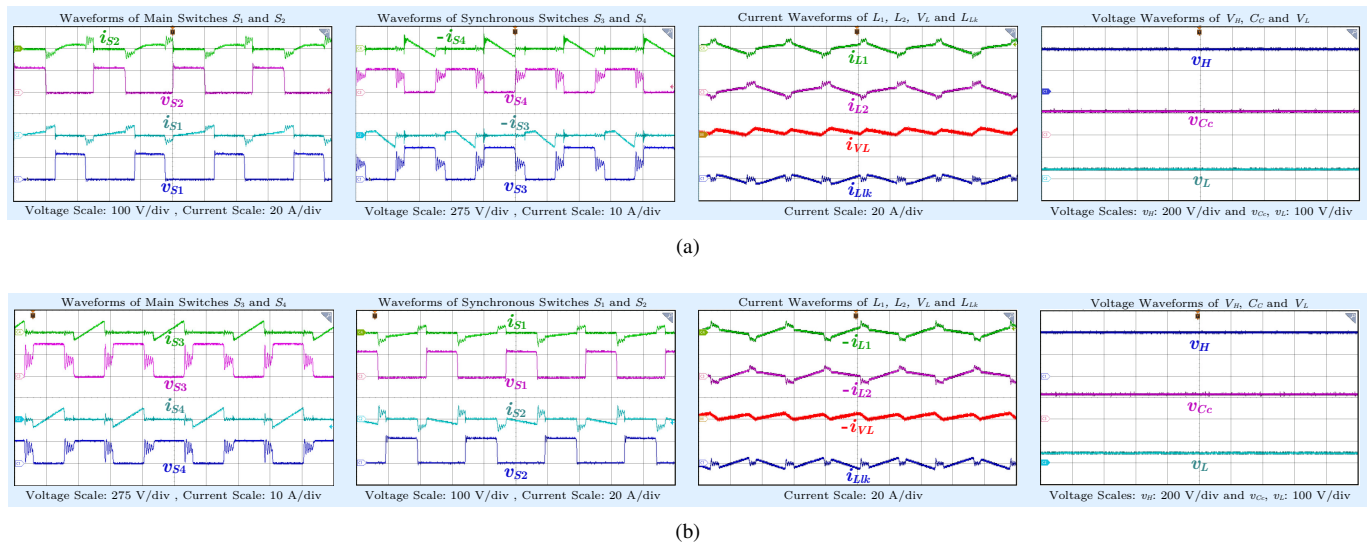 Waveforms of Main Switches S1 and S2
iS2
vS2
iS1
vS1
Voltage Scale: 100 V/div , Current Scale: 20 A/div
Waveforms of Synchronous Switches S3 and S4
-iS4
vS4
-iS3
vS3
Voltage Scale: 275 V/div , Current Scale: 10 A/div
Current Waveforms of L1, L2, VL and LLk
iL1
iL2
iVL
iLlk
Current Scale: 20 A/div
Voltage Waveforms of VH, CC and VL
vH
vCc
vL
Voltage Scales: vH: 200 V/div and vCc, vL: 100 V/div
(a)
Waveforms of Main Switches S3 and S4
iS3
vS3
iS4
vS4
Voltage Scale: 275 V/div , Current Scale: 10 A/div
Waveforms of Synchronous Switches S1 and S2
iS1
vS1
iS2
vS2
Voltage Scale: 100 V/div , Current Scale: 20 A/div
Current Waveforms of L1, L2, VL and LLk
-iL1
-iL2
-iVL
iLlk
Current Scale: 20 A/div
Voltage Waveforms of VH, CC and VL
vH
vCc
vL
Voltage Scales: vH: 200 V/div and vCc, vL: 100 V/div
(b)